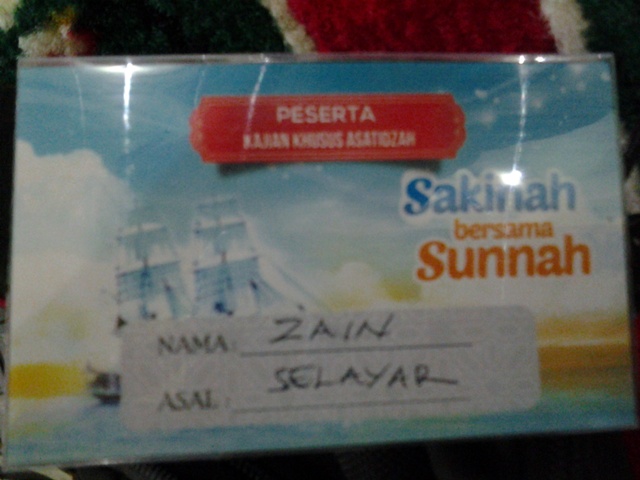 PESERTA
KAJIAN KHUSUS ASATIDZAH
Sakinah
bersama
Sunnah
NAMA: ZAIN
ASAL: SELAYAR